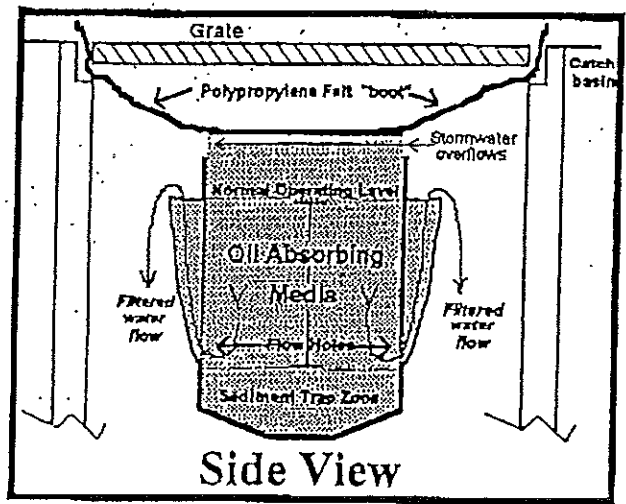 Grate
Catch
basin
Polypropylene Felt "boot"
Stormwater
overflows
Normal Operating Level
Oil Absorbing
Media
Filtered
water
flow
Filtered
water
flow
Flow Holes
Sediment Trap Zone
Side View